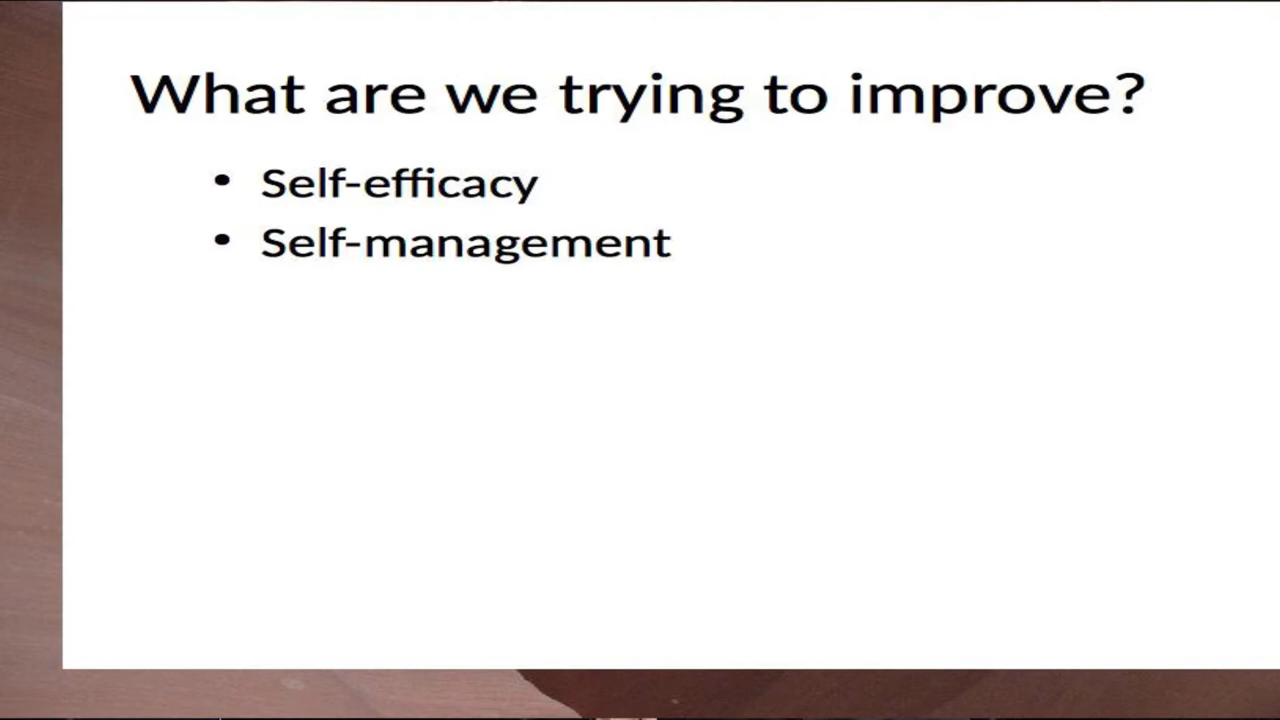 What are we trying to improve?
• Self-efficacy
• Self-management